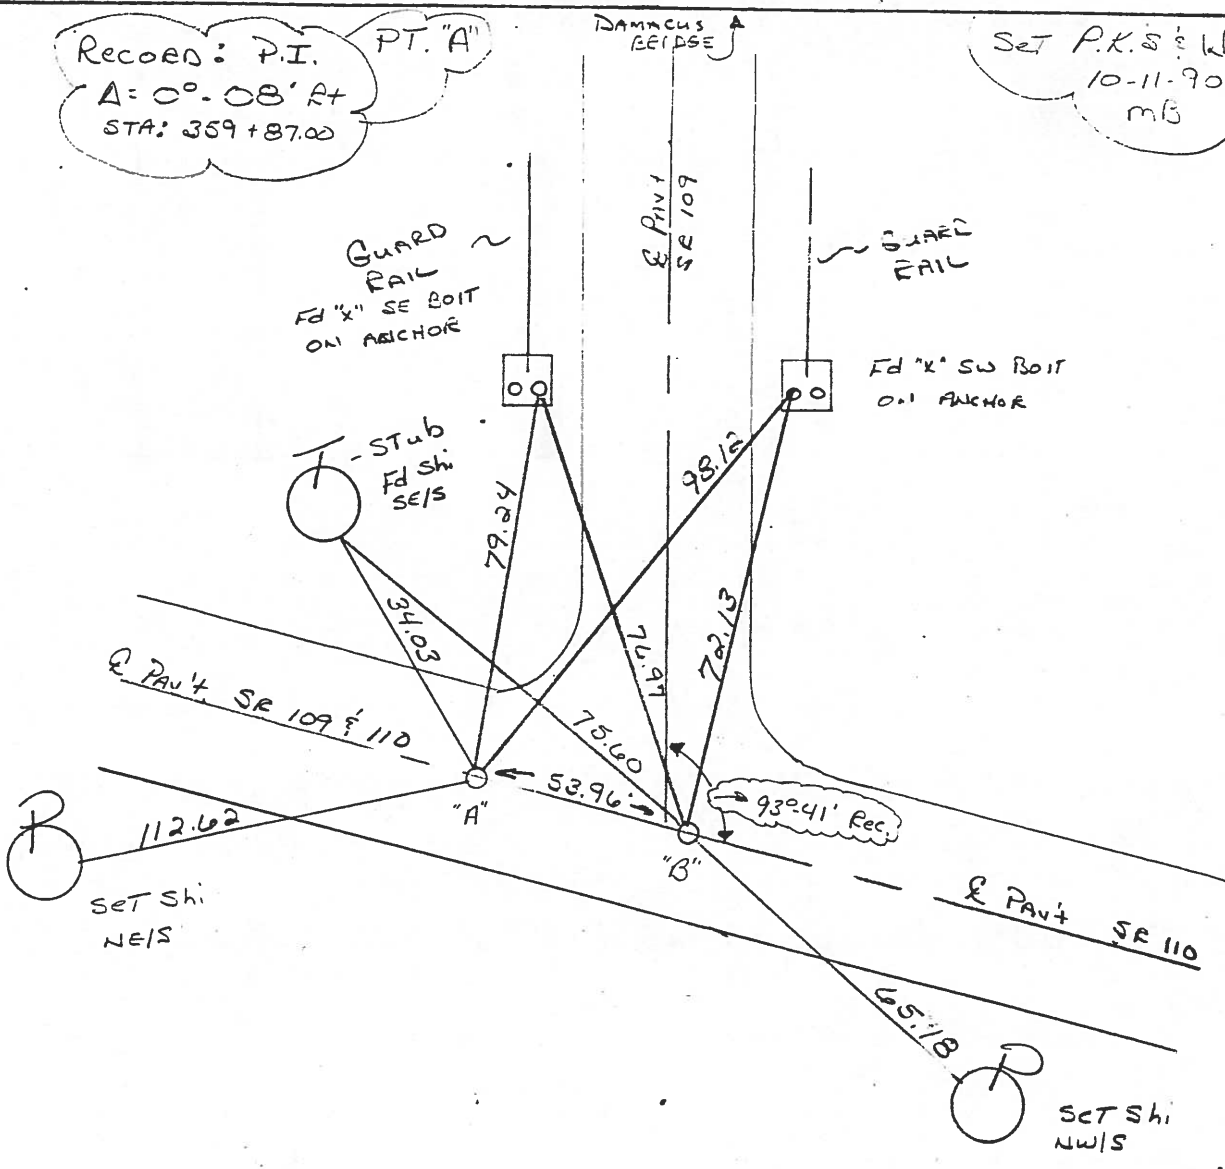 RECORD: P.I.
Δ= 0°-08' Rt
STA: 359+87.00
PT. "A"
DAMACUS
BRIDGE
SET P.K.S &
10-11-90
MB
GUARD
RAIL
Fd "x" SE BOLT
ON ANCHOR
℄ PAV'T
SR 109
GUARD
RAIL
Fd "x" SW BOLT
ON ANCHOR
STub
Fd Shi
SE/S
79.24
98.12
34.03
76.97
72.13
℄ PAV't SR 109 & 110
75.60
53.96
"A"
93°-41' Rec.
"B"
112.62
SET Shi
NE/S
℄ PAV't SR 110
65.18
SET Shi
NW/S